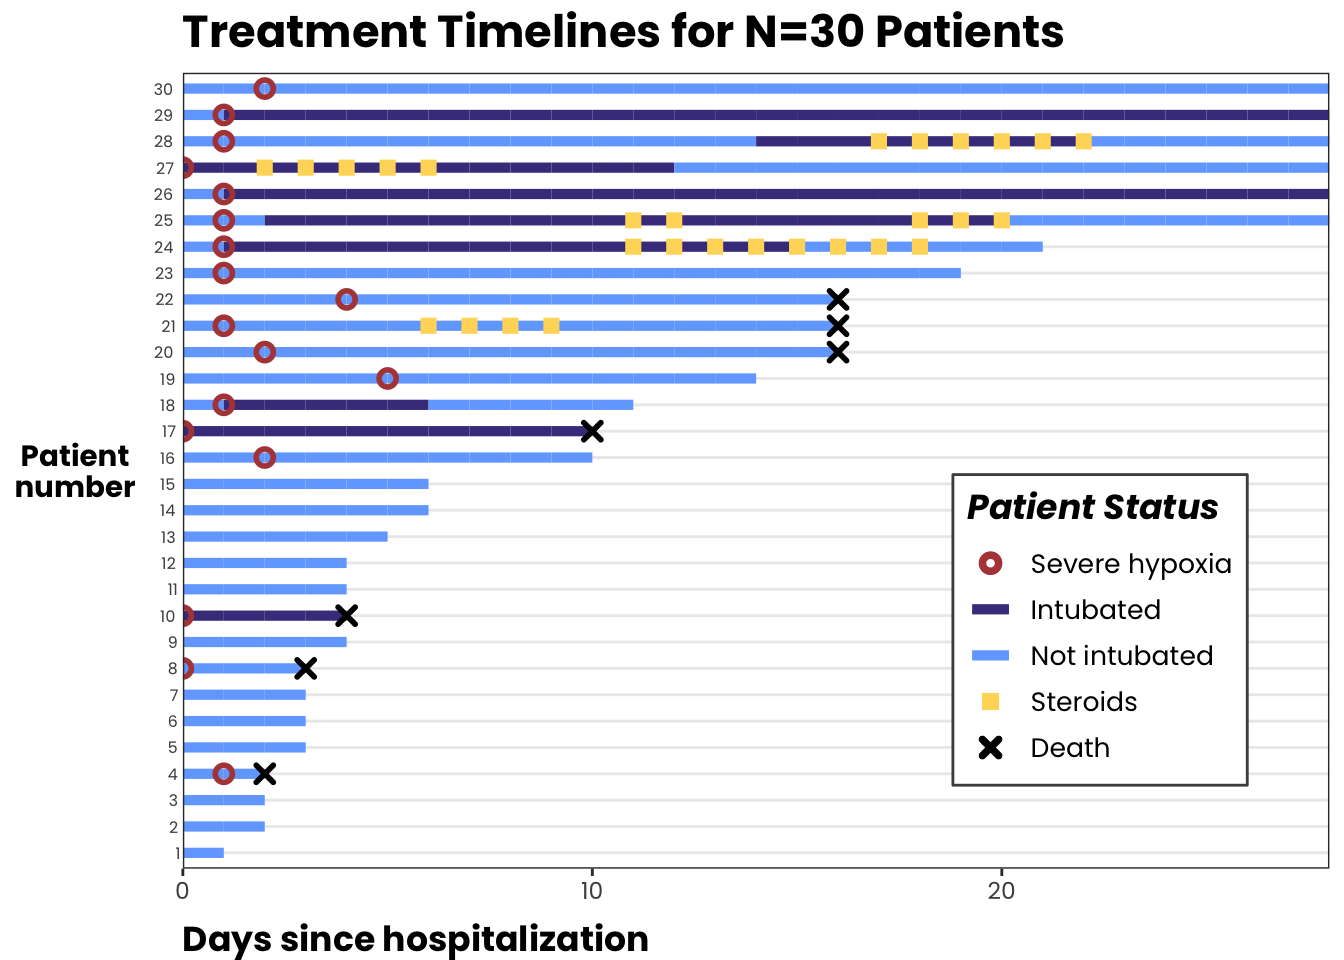 Treatment Timelines for N=30 Patients
30
29
28
27
26
25
24
23
22
21
20
19
18
17
16
15
14
13
12
11
10
9
8
7
6
5
4
3
2
1
Patient
number
Patient Status
Severe hypoxia
Intubated
Not intubated
Steroids
Death
0 10 20
Days since hospitalization